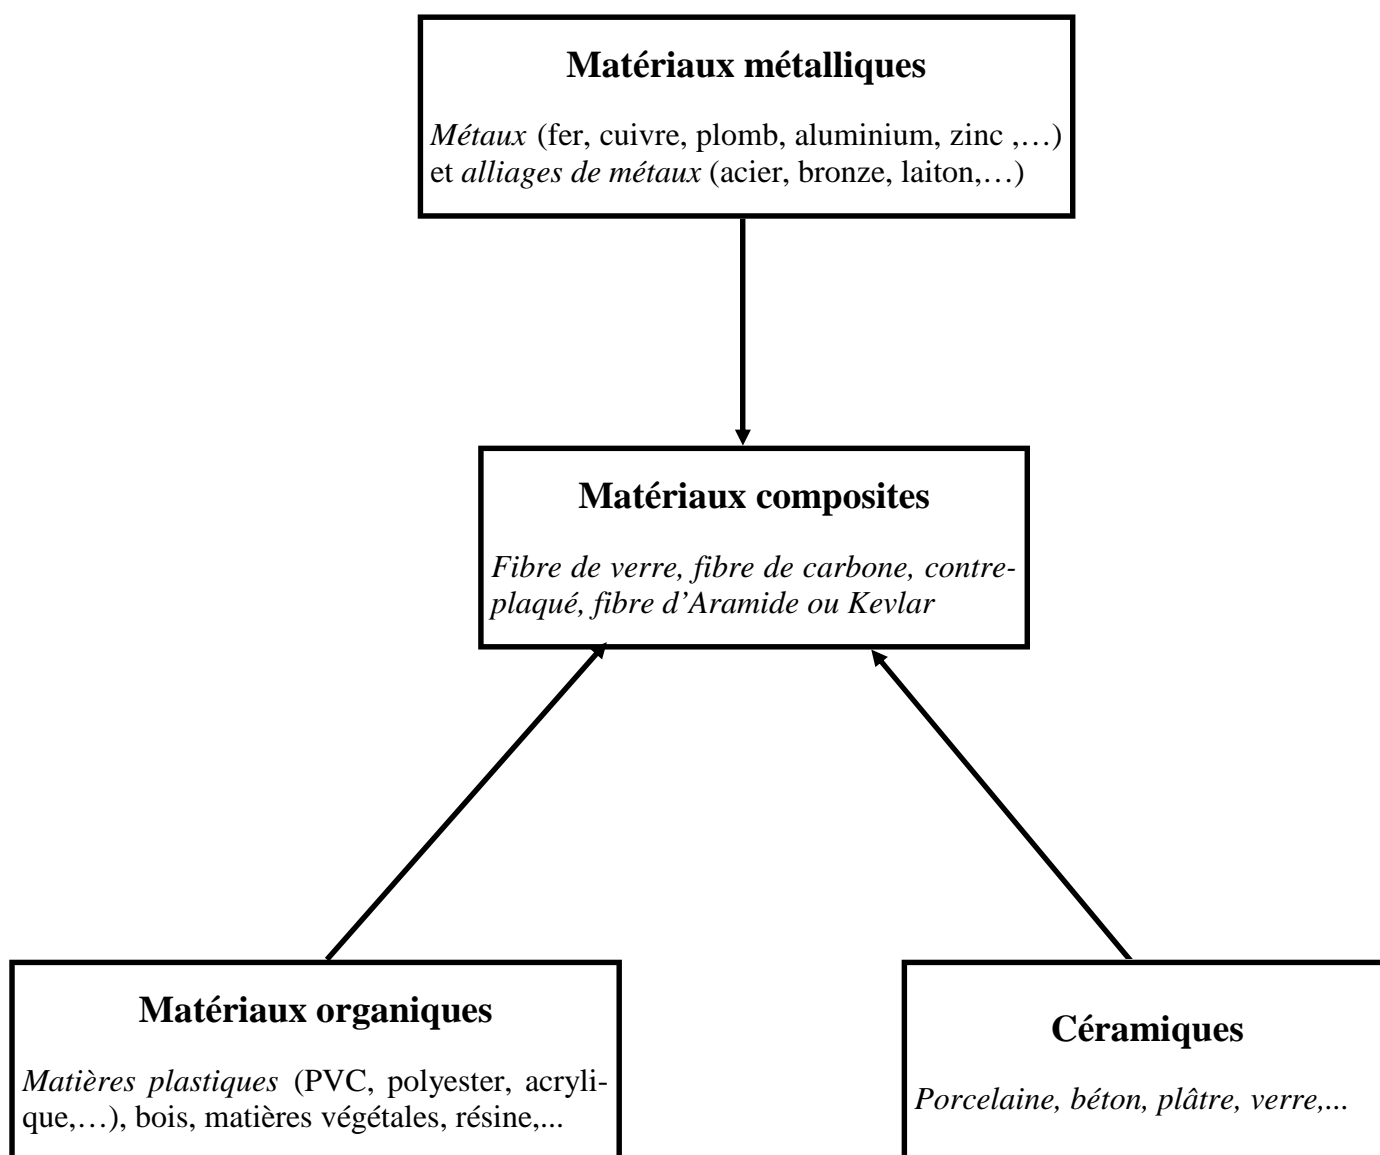 Matériaux métalliques
Métaux (fer, cuivre, plomb, aluminium, zinc ,…)
et alliages de métaux (acier, bronze, laiton,…)
Matériaux composites
Fibre de verre, fibre de carbone, contre-
plaqué, fibre d’Aramide ou Kevlar
Matériaux organiques
Matières plastiques (PVC, polyester, acryli-
que,…), bois, matières végétales, résine,...
Céramiques
Porcelaine, béton, plâtre, verre,...